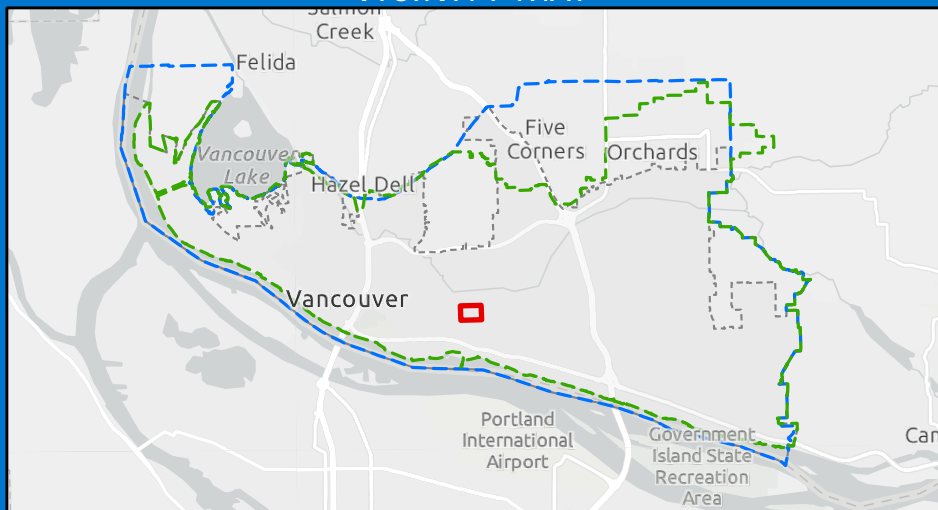 Salmon
Creek
Felida
Five
Corners
Orchards
Vancouver
Lake
Hazel Dell
Vancouver
Portland
International
Airport
Government
Island State
Recreation
Area